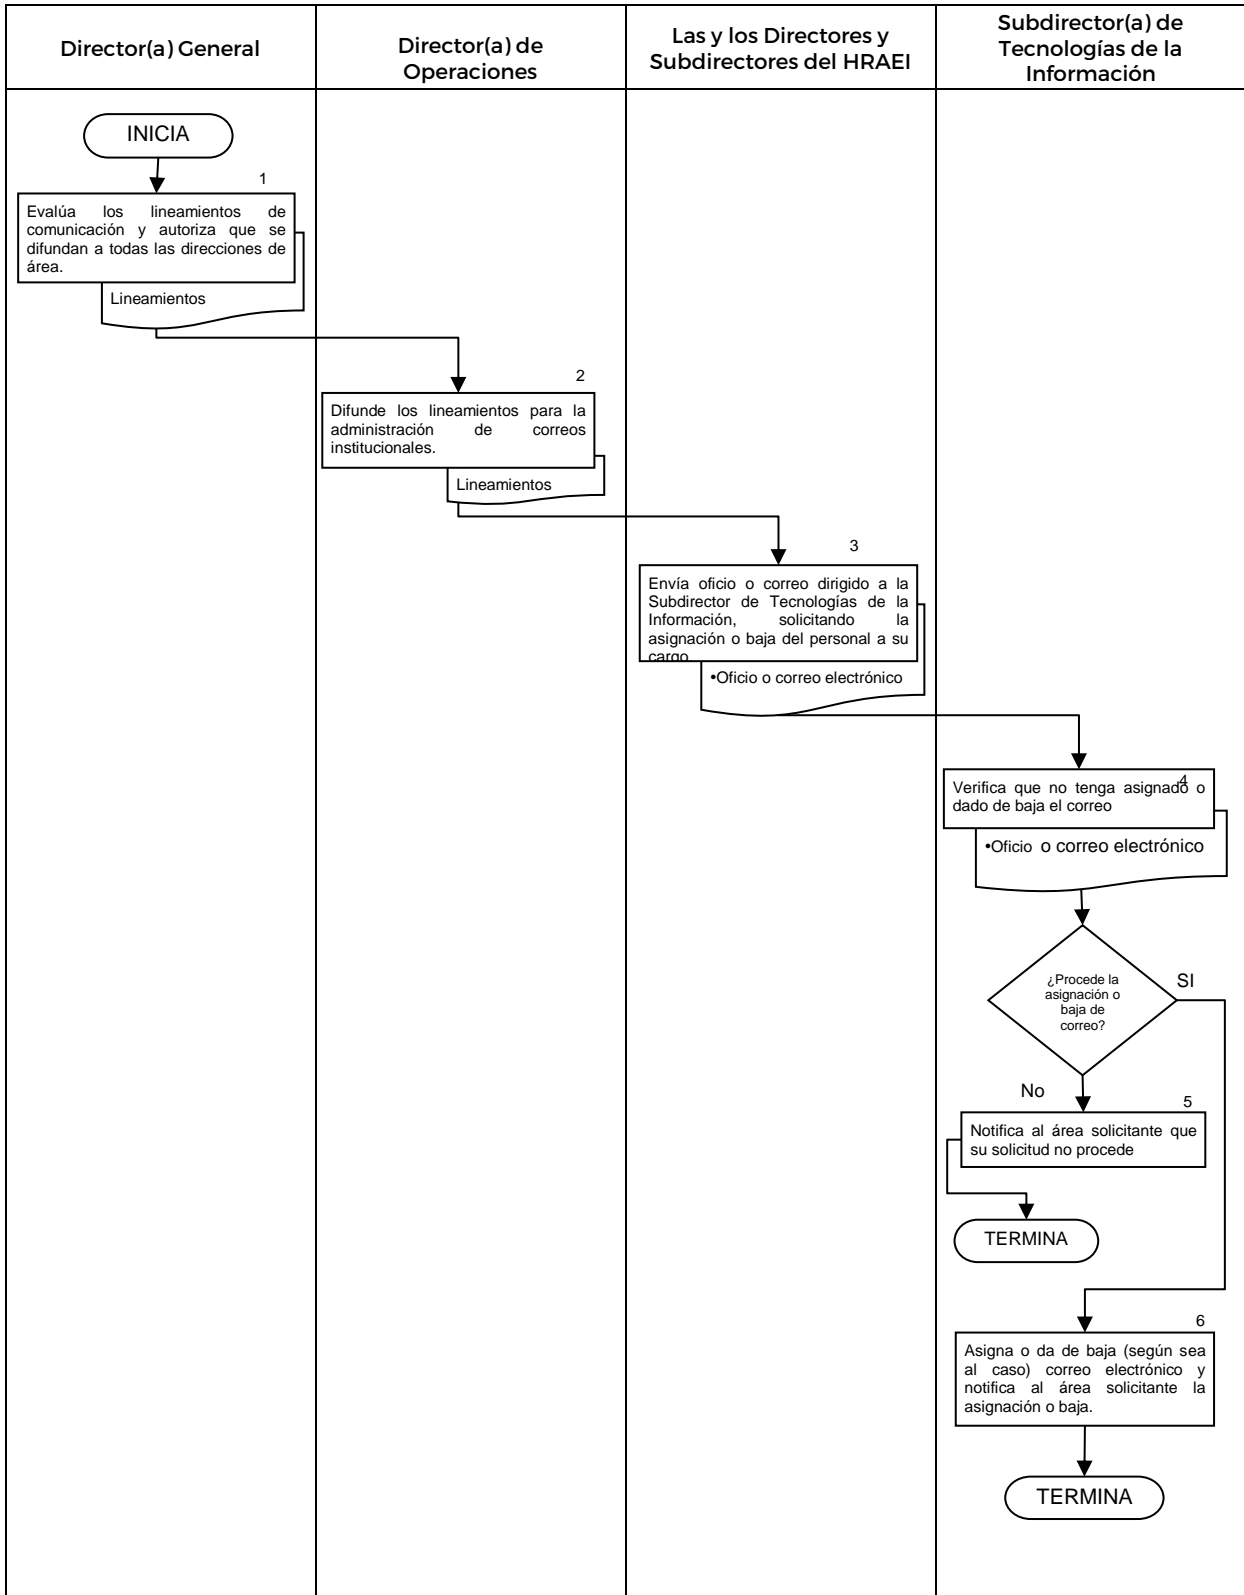 Director(a) General
Director(a) de
Operaciones
Las y los Directores y
Subdirectores del HRAEI
Subdirector(a) de
Tecnologías de la
Información
INICIA
1
Evalúa los lineamientos de
comunicación y autoriza que se
difundan a todas las direcciones de
área.
Lineamientos
2
Difunde los lineamientos para la
administración de correos
institucionales.
Lineamientos
3
Envía oficio o correo dirigido a la
Subdirector de Tecnologías de la
Información, solicitando la
asignación o baja del personal a su
cargo
•Oficio o correo electrónico
4
Verifica que no tenga asignado o
dado de baja el correo
•Oficio o correo electrónico
¿Procede la
asignación o
baja de
correo?
SI
No
5
Notifica al área solicitante que
su solicitud no procede
TERMINA
6
Asigna o da de baja (según sea
al caso) correo electrónico y
notifica al área solicitante la
asignación o baja.
TERMINA